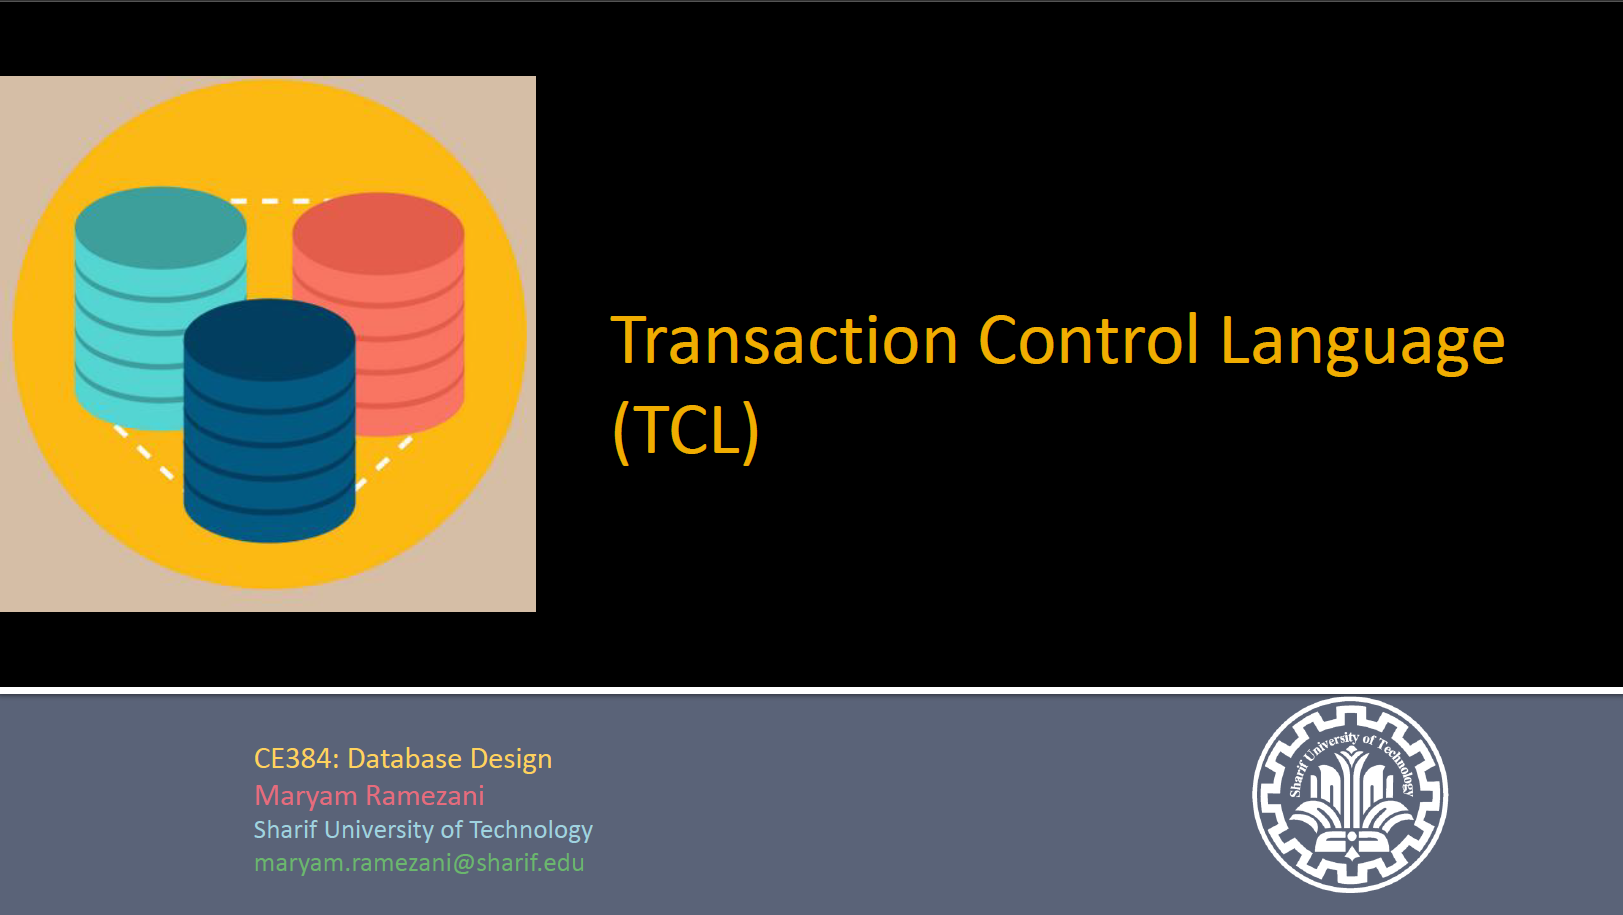 Transaction Control Language
(TCL)
CE384: Database Design
Maryam Ramezani
Sharif University of Technology
maryam.ramezani@sharif.edu
Sharif University of Technology